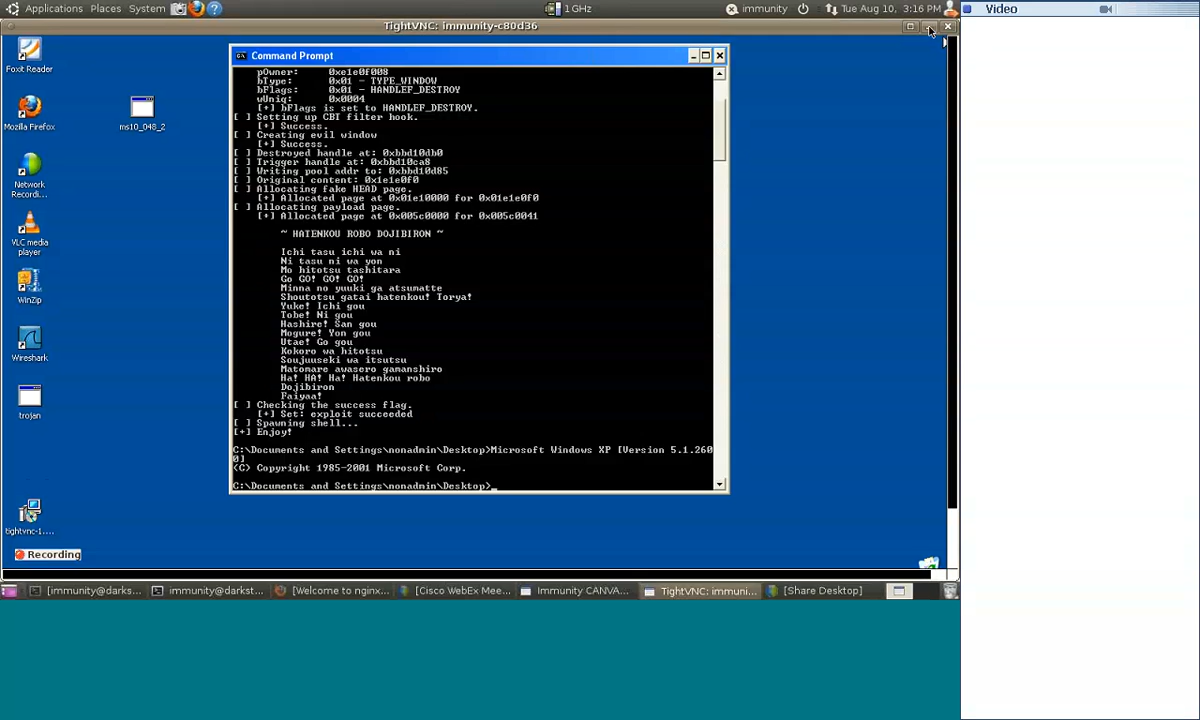 Applications Places System 1 GHz immunity Tue Aug 10, 3:16 PM
Video
TightVNC: immunity-c80d36
Foxit Reader
Mozilla Firefox
ms10_048_2
Network
Recordi...
VLC media
player
WinZip
Wireshark
trojan
tightvnc-1....
Recording
Command Prompt
pOwner: 0xe1e0f008
bType: 0x01 - TYPE_WINDOW
bFlags: 0x01 - HANDLEF_DESTROY
wUniq: 0x0004
[+] bFlags is set to HANDLEF_DESTROY.
[ ] Setting up CBT filter hook.
[+] Success.
[ ] Creating evil window
[+] Success.
[ ] Destroyed handle at: 0xbbd10db0
[ ] Trigger handle at: 0xbbd10ca8
[ ] Writing pool addr to: 0xbbd10d85
[ ] Original content: 0x1e1e0f0
[ ] Allocating fake HEAD page.
[+] Allocated page at 0x01e10000 for 0x01e1e0f0
[ ] Allocating payload page.
[+] Allocated page at 0x005c0000 for 0x005c0041
~ HATENKOU ROBO DOJIBIRON ~
Ichi tasu ichi wa ni
Ni tasu ni wa yon
Mo hitotsu tashitara
Go GO! GO! GO!
Minna no yuuki ga atsumatte
Shoutotsu gatai hatenkou! Torya!
Yuke! Ichi gou
Tobe! Ni gou
Hashire! San gou
Mogure! Yon gou
Utae! Go gou
Kokoro wa hitotsu
Soujuuseki wa itsutsu
Matomare awasero gamanshiro
Ha! HA! Ha! Hatenkou robo
Dojibiron
Paiyaa!
[ ] Checking the success flag.
[+] Set: exploit succeeded
[ ] Spawning shell...
[+] Enjoy!
C:\Documents and Settings\nonadmin\Desktop>Microsoft Windows XP [Version 5.1.260
0]
(C) Copyright 1985-2001 Microsoft Corp.
C:\Documents and Settings\nonadmin\Desktop>_
[immunity@darks... immunity@darkst... [Welcome to nginx... [Cisco WebEx Mee... Immunity CANVA... TightVNC: immuni... [Share Desktop]